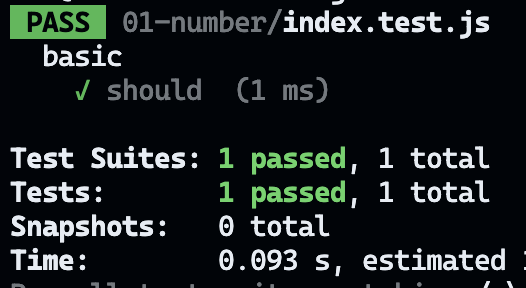 PASS 01-number/index.test.js
basic
✓ should (1 ms)
Test Suites: 1 passed, 1 total
Tests: 1 passed, 1 total
Snapshots: 0 total
Time: 0.093 s, estimated 1